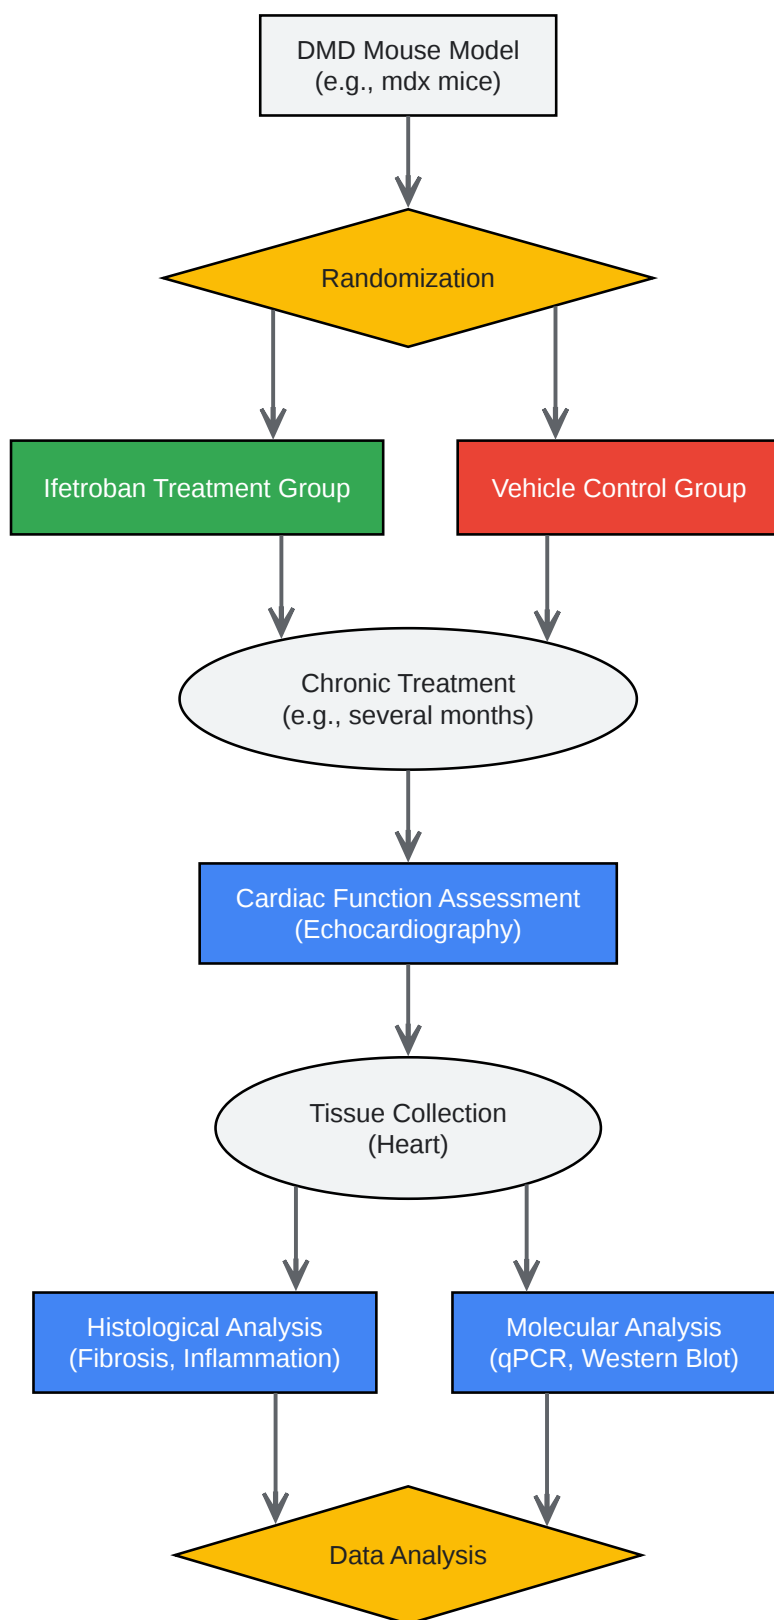 DMD Mouse Model
(e.g., mdx mice)
Randomization
Ifetroban Treatment Group
Vehicle Control Group
Chronic Treatment
(e.g., several months)
Cardiac Function Assessment
(Echocardiography)
Tissue Collection
(Heart)
Histological Analysis
(Fibrosis, Inflammation)
Molecular Analysis
(qPCR, Western Blot)
Data Analysis